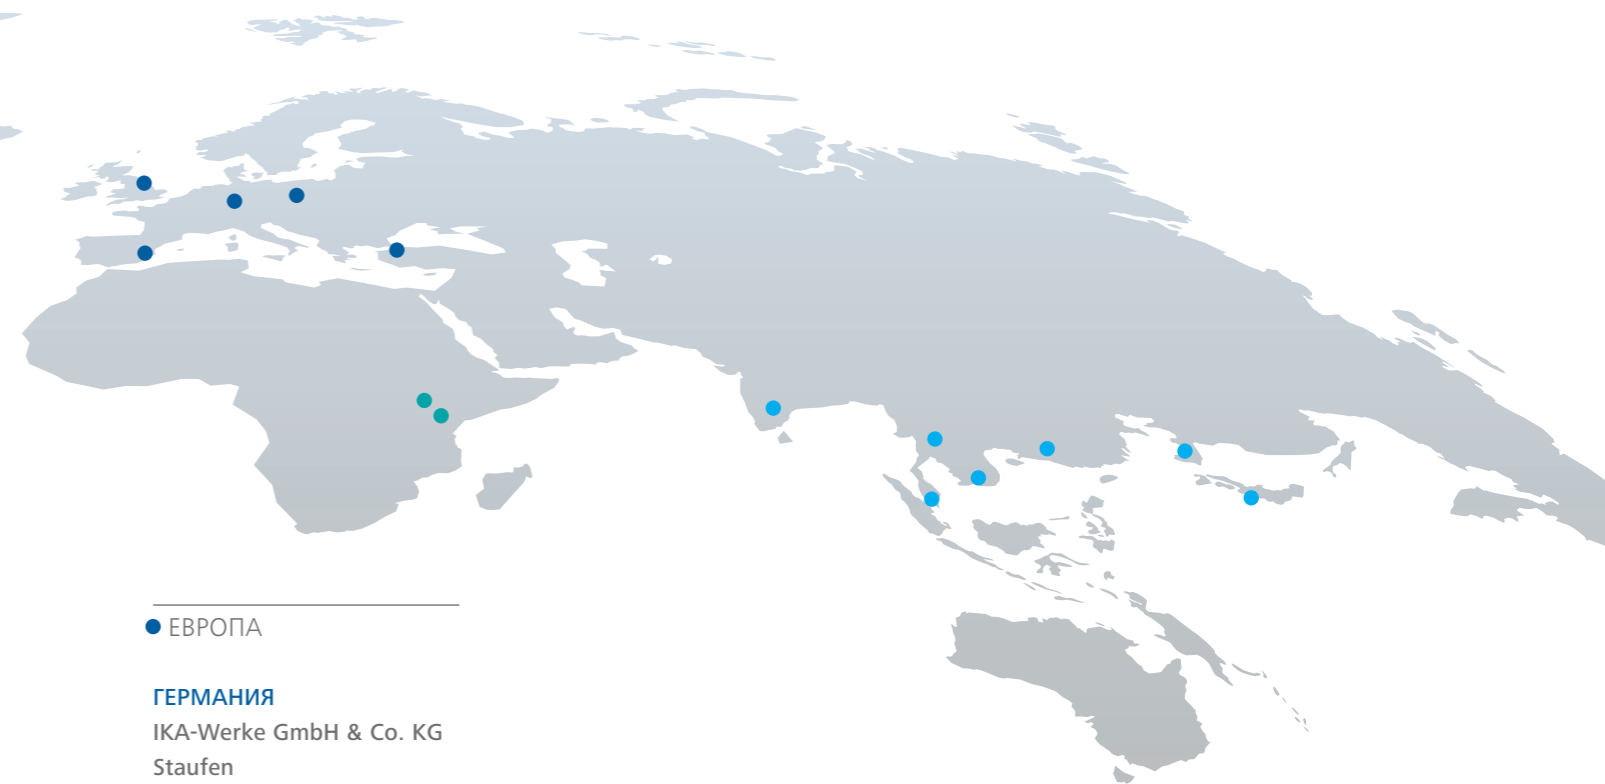 ЕВРОПА
ГЕРМАНИЯ
IKA-Werke GmbH & Co. KG
Staufen